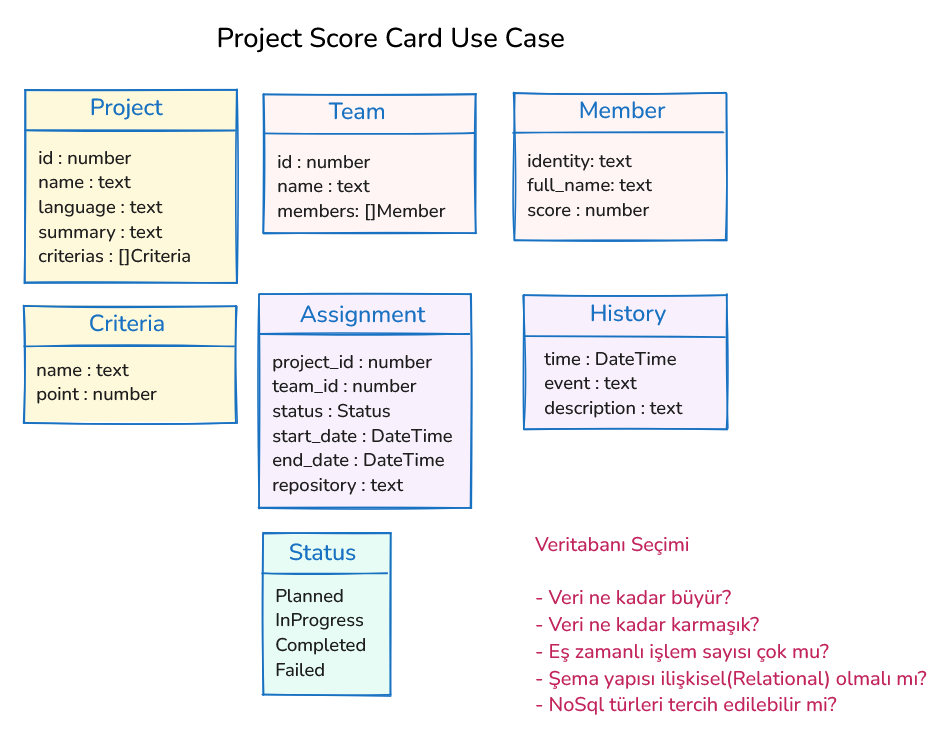 Project Score Card Use Case
Project
id : number
name : text
language : text
summary : text
criterias : []Criteria
Team
id : number
name : text
members: []Member
Member
identity: text
full_name: text
score : number
Criteria
name : text
point : number
Assignment
project_id : number
team_id : number
status : Status
start_date : DateTime
end_date : DateTime
repository : text
History
time : DateTime
event : text
description : text
Status
Planned
InProgress
Completed
Failed
Veritabanı Seçimi
- Veri ne kadar büyür?
- Veri ne kadar karmaşık?
- Eş zamanlı işlem sayısı çok mu?
- Şema yapısı ilişkisel(Relational) olmalı mı?
- NoSql türleri tercih edilebilir mi?